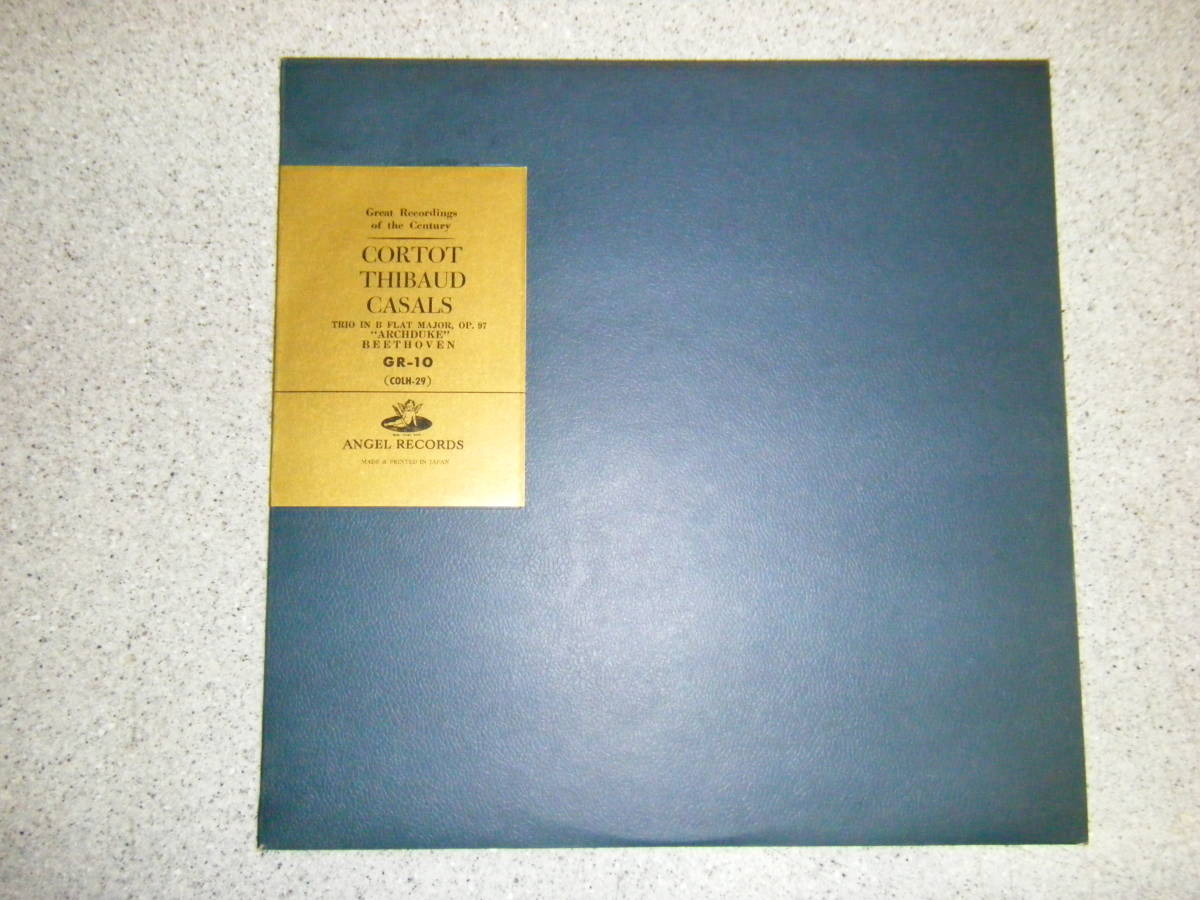 Great Recordings
of the Century
CORTOT
THIBAUD
CASALS
TRIO IN B FLAT MAJOR, OP. 97
"ARCHDUKE"
BEETHOVEN
GR-10
(COLH-29)
ANGEL RECORDS
MADE & PRINTED IN JAPAN